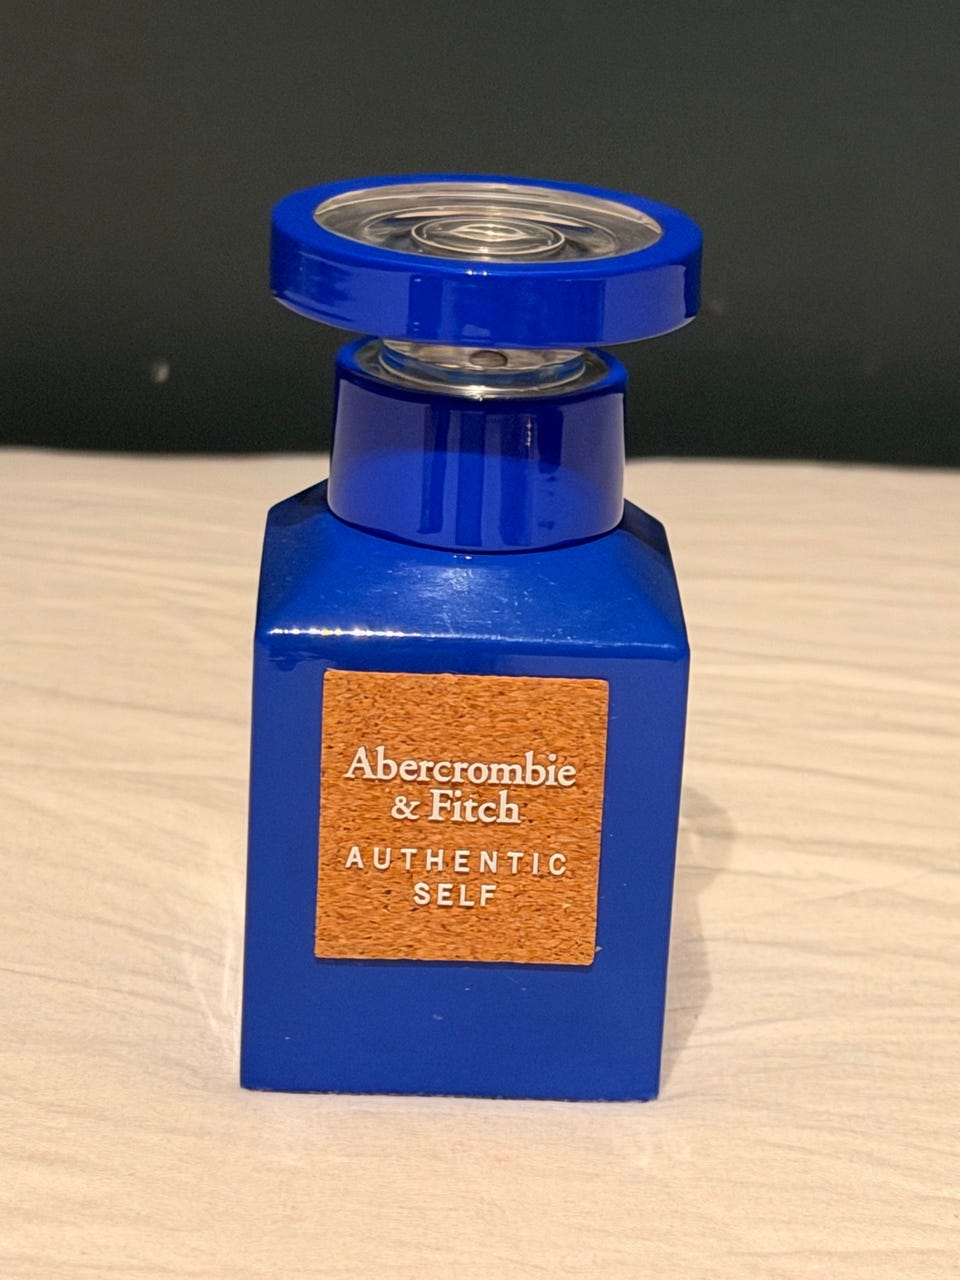 Abercrombie
& Fitch
AUTHENTIC
SELF